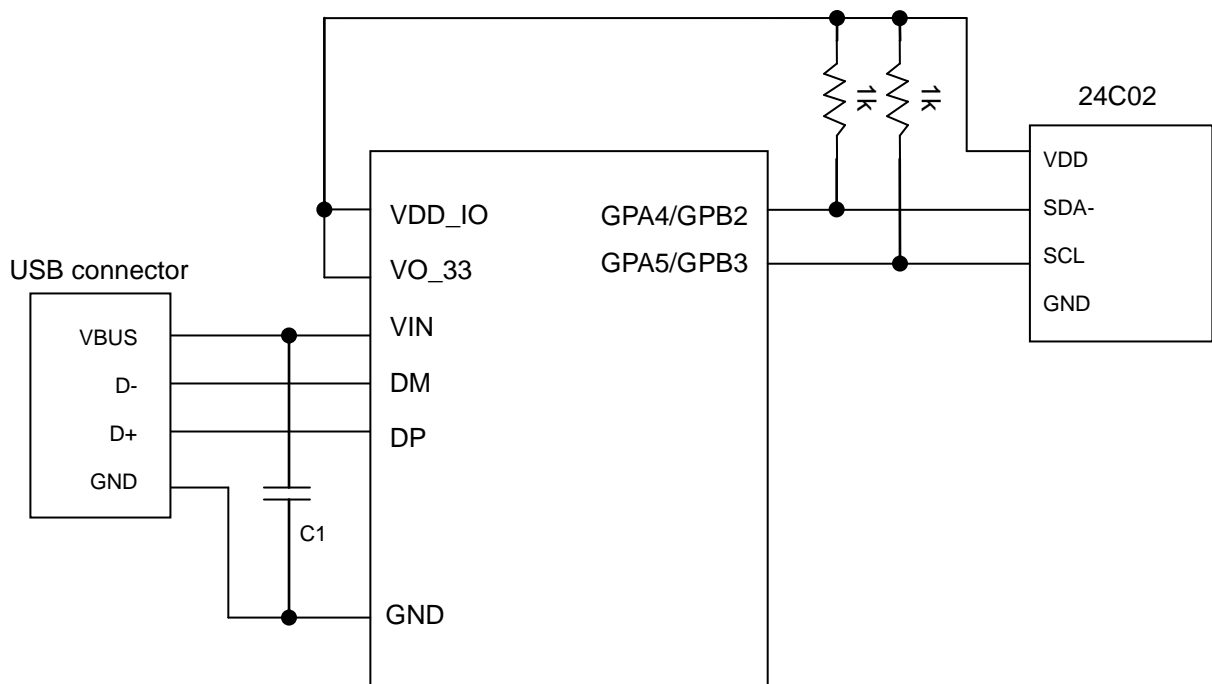 1k
1k
24C02
VDD
SDA-
SCL
GND
VDD_IO
VO_33
VIN
DM
DP
GND
GPA4/GPB2
GPA5/GPB3
USB connector
VBUS
D-
D+
GND
C1